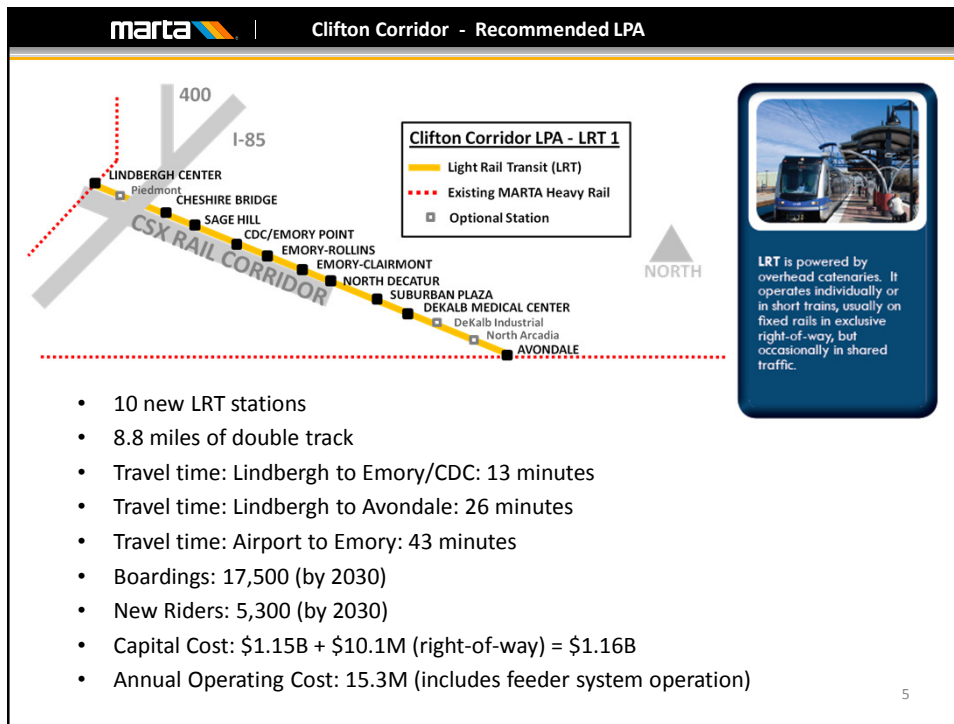 marta
Clifton Corridor - Recommended LPA
400
I-85
Clifton Corridor LPA - LRT 1
Light Rail Transit (LRT)
Existing MARTA Heavy Rail
Optional Station
NORTH
LINDBERGH CENTER
Piedmont
CHESHIRE BRIDGE
SAGE HILL
CDC/EMORY POINT
EMORY-ROLLINS
EMORY-CLAIRMONT
NORTH DECATUR
SUBURBAN PLAZA
DEKALB MEDICAL CENTER
DeKalb Industrial
North Arcadia
AVONDALE
CSX RAIL CORRIDOR
LRT is powered by
overhead catenaries. It
operates individually or
in short trains, usually on
fixed rails in exclusive
right-of-way, but
occasionally in shared
traffic.
• 10 new LRT stations
• 8.8 miles of double track
• Travel time: Lindbergh to Emory/CDC: 13 minutes
• Travel time: Lindbergh to Avondale: 26 minutes
• Travel time: Airport to Emory: 43 minutes
• Boardings: 17,500 (by 2030)
• New Riders: 5,300 (by 2030)
• Capital Cost: $1.15B + $10.1M (right-of-way) = $1.16B
• Annual Operating Cost: 15.3M (includes feeder system operation)
5